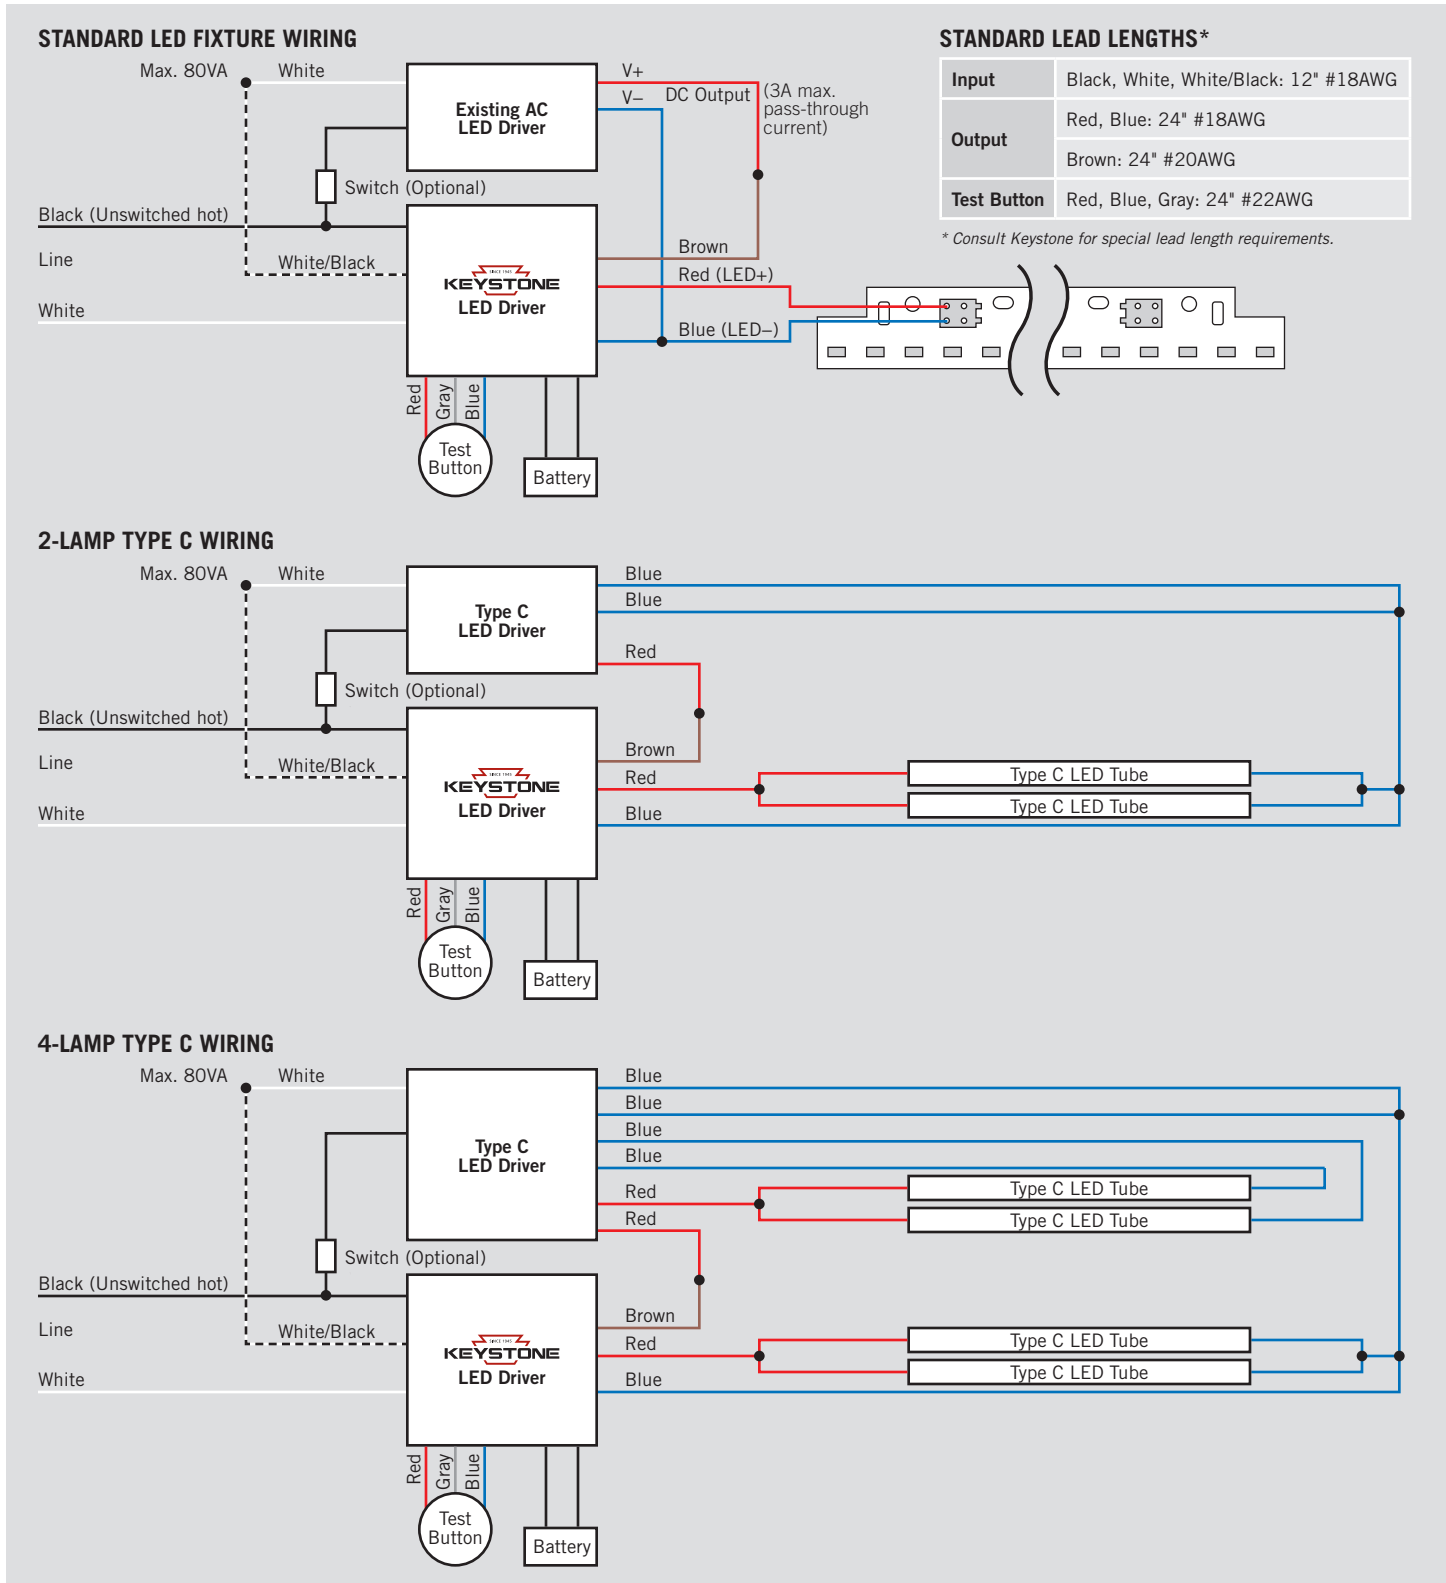 STANDARD LED FIXTURE WIRING
Max. 80VA
White
Existing AC
LED Driver
V+
V–
DC Output
(3A max.
pass-through
current)
Switch (Optional)
Black (Unswitched hot)
Line
White/Black
White
SINCE 1945
KEYSTONE
LED Driver
Brown
Red (LED+)
Blue (LED–)
Red
Gray
Blue
Test
Button
Battery
STANDARD LEAD LENGTHS*
Input
Black, White, White/Black: 12" #18AWG
Output
Red, Blue: 24" #18AWG
Brown: 24" #20AWG
Test Button
Red, Blue, Gray: 24" #22AWG
* Consult Keystone for special lead length requirements.
2-LAMP TYPE C WIRING
Max. 80VA
White
Type C
LED Driver
Blue
Blue
Red
Switch (Optional)
Black (Unswitched hot)
Line
White/Black
White
SINCE 1945
KEYSTONE
LED Driver
Brown
Red
Blue
Type C LED Tube
Type C LED Tube
Red
Gray
Blue
Test
Button
Battery
4-LAMP TYPE C WIRING
Max. 80VA
White
Type C
LED Driver
Blue
Blue
Blue
Blue
Red
Red
Type C LED Tube
Type C LED Tube
Switch (Optional)
Black (Unswitched hot)
Line
White/Black
White
SINCE 1945
KEYSTONE
LED Driver
Brown
Red
Blue
Type C LED Tube
Type C LED Tube
Red
Gray
Blue
Test
Button
Battery